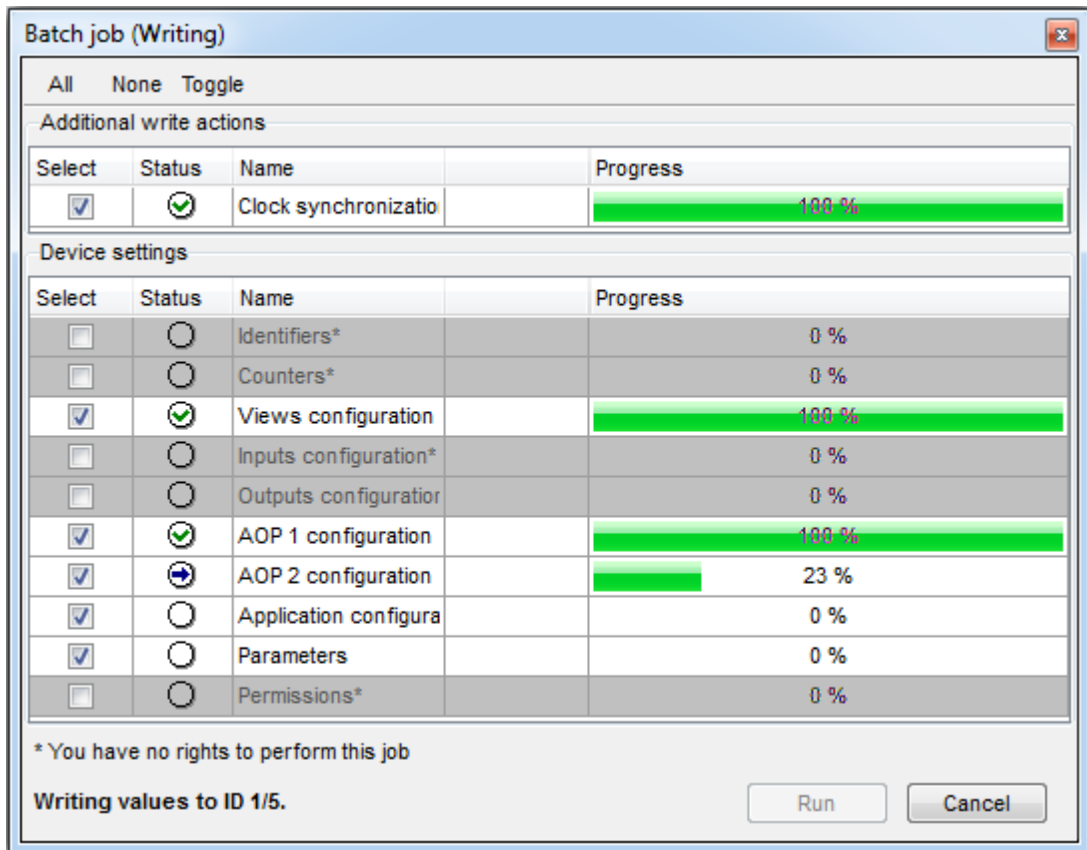 Batch job (Writing)
All None Toggle
Additional write actions
Select Status Name Progress
Clock synchronizatio 100 %
Device settings
Select Status Name Progress
Identifiers* 0 %
Counters* 0 %
Views configuration 100 %
Inputs configuration* 0 %
Outputs configuration 0 %
AOP 1 configuration 100 %
AOP 2 configuration 23 %
Application configura 0 %
Parameters 0 %
Permissions* 0 %
* You have no rights to perform this job
Writing values to ID 1/5.
Run Cancel